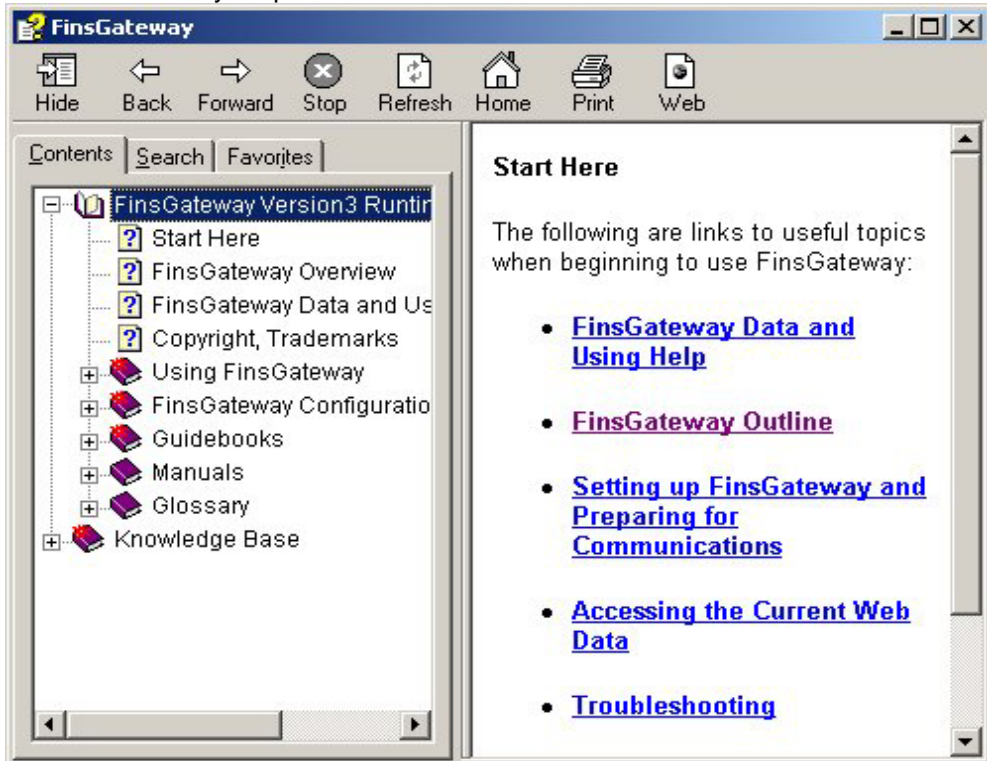 FinsGateway
Hide Back Forward Stop Refresh Home Print Web
Contents Search Favorites
FinsGateway Version3 Runtin
Start Here
FinsGateway Overview
FinsGateway Data and Us
Copyright, Trademarks
Using FinsGateway
FinsGateway Configuratio
Guidebooks
Manuals
Glossary
Knowledge Base
Start Here
The following are links to useful topics
when beginning to use FinsGateway:
FinsGateway Data and
Using Help
FinsGateway Outline
Setting up FinsGateway and
Preparing for
Communications
Accessing the Current Web
Data
Troubleshooting